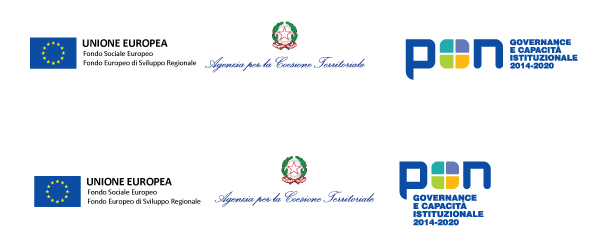 UNIONE EUROPEA
Fondo Sociale Europeo
Fondo Europeo di Sviluppo Regionale
Agenzia per la Coesione Territoriale
pon
GOVERNANCE
E CAPACITÀ
ISTITUZIONALE
2014-2020
UNIONE EUROPEA
Fondo Sociale Europeo
Fondo Europeo di Sviluppo Regionale
Agenzia per la Coesione Territoriale
pon
GOVERNANCE
E CAPACITÀ
ISTITUZIONALE
2014-2020